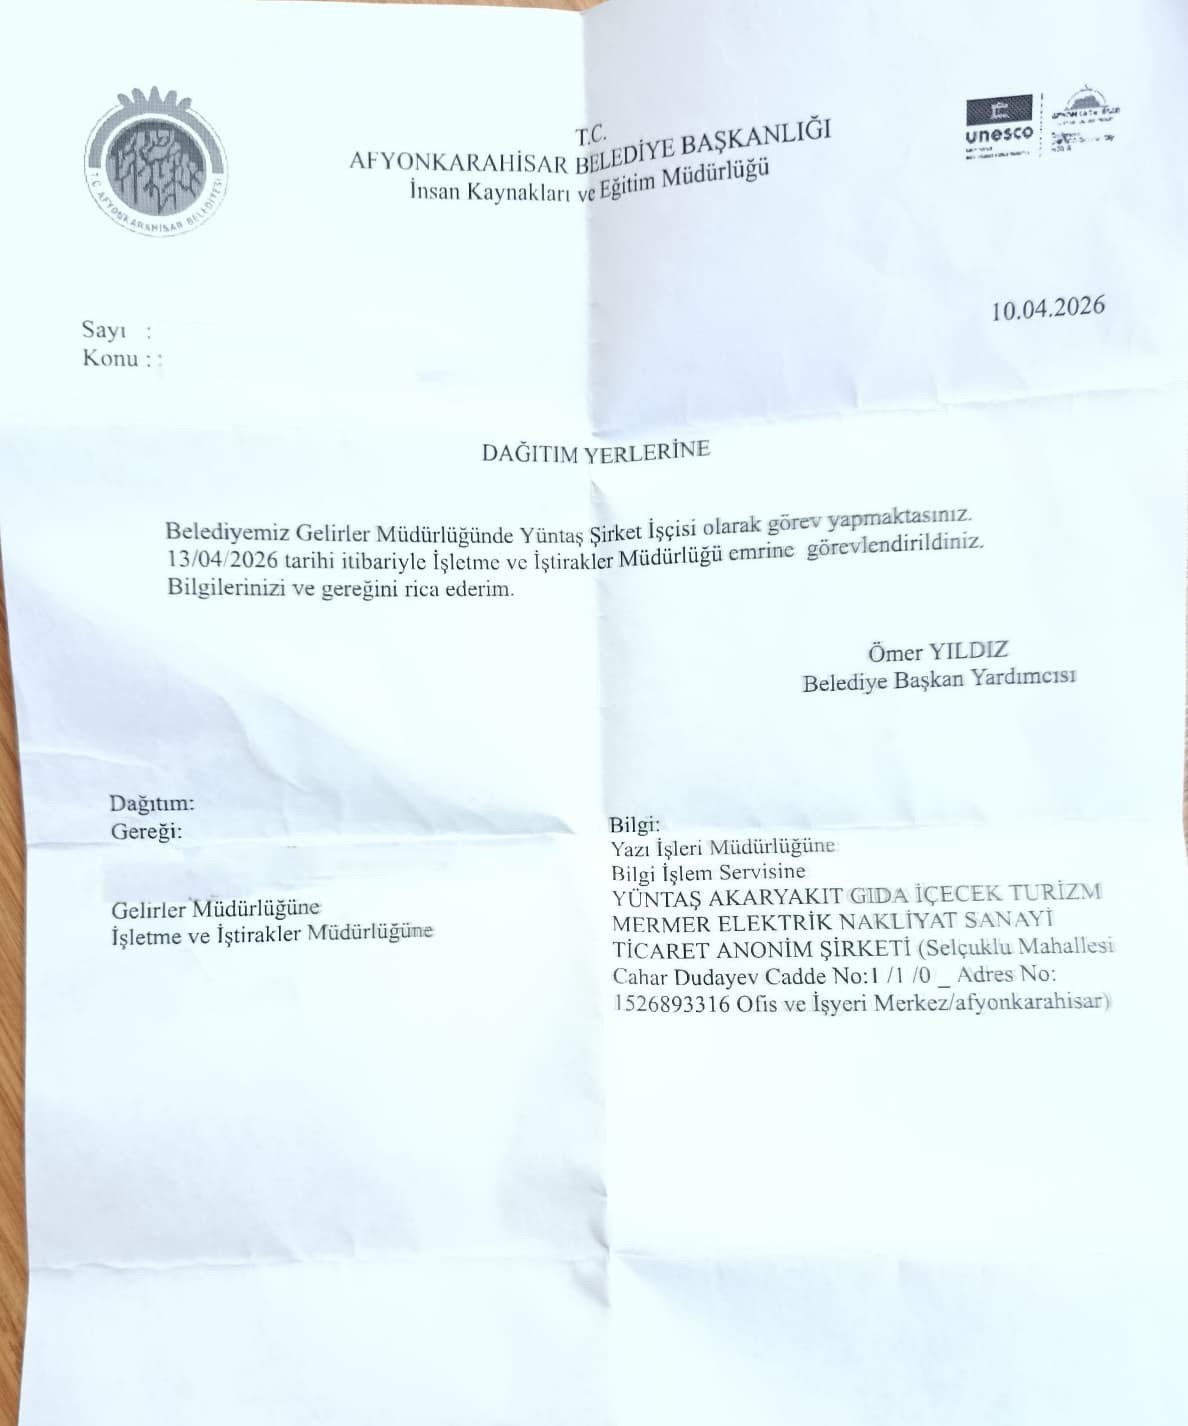 T.C.
AFYONKARAHİSAR BELEDİYE BAŞKANLIĞI
İnsan Kaynakları ve Eğitim Müdürlüğü
T.C. AFYONKARAHİSAR BELEDİYESİ
unesco
10.04.2026
Sayı :
Konu : :
DAĞITIM YERLERİNE
Belediyemiz Gelirler Müdürlüğünde Yüntaş Şirket İşçisi olarak görev yapmaktasınız.
13/04/2026 tarihi itibariyle İşletme ve İştirakler Müdürlüğü emrine görevlendirildiniz.
Bilgilerinizi ve gereğini rica ederim.
Ömer YILDIZ
Belediye Başkan Yardımcısı
Dağıtım:
Gereği:
Gelirler Müdürlüğüne
İşletme ve İştirakler Müdürlüğüne
Bilgi:
Yazı İşleri Müdürlüğüne
Bilgi İşlem Servisine
YÜNTAŞ AKARYAKIT GIDA İÇECEK TURİZM
MERMER ELEKTRİK NAKLİYAT SANAYİ
TİCARET ANONİM ŞİRKETİ (Selçuklu Mahallesi
Cahar Dudayev Cadde No:1 /1 /0 _ Adres No:
1526893316 Ofis ve İşyeri Merkez/afyonkarahisar)